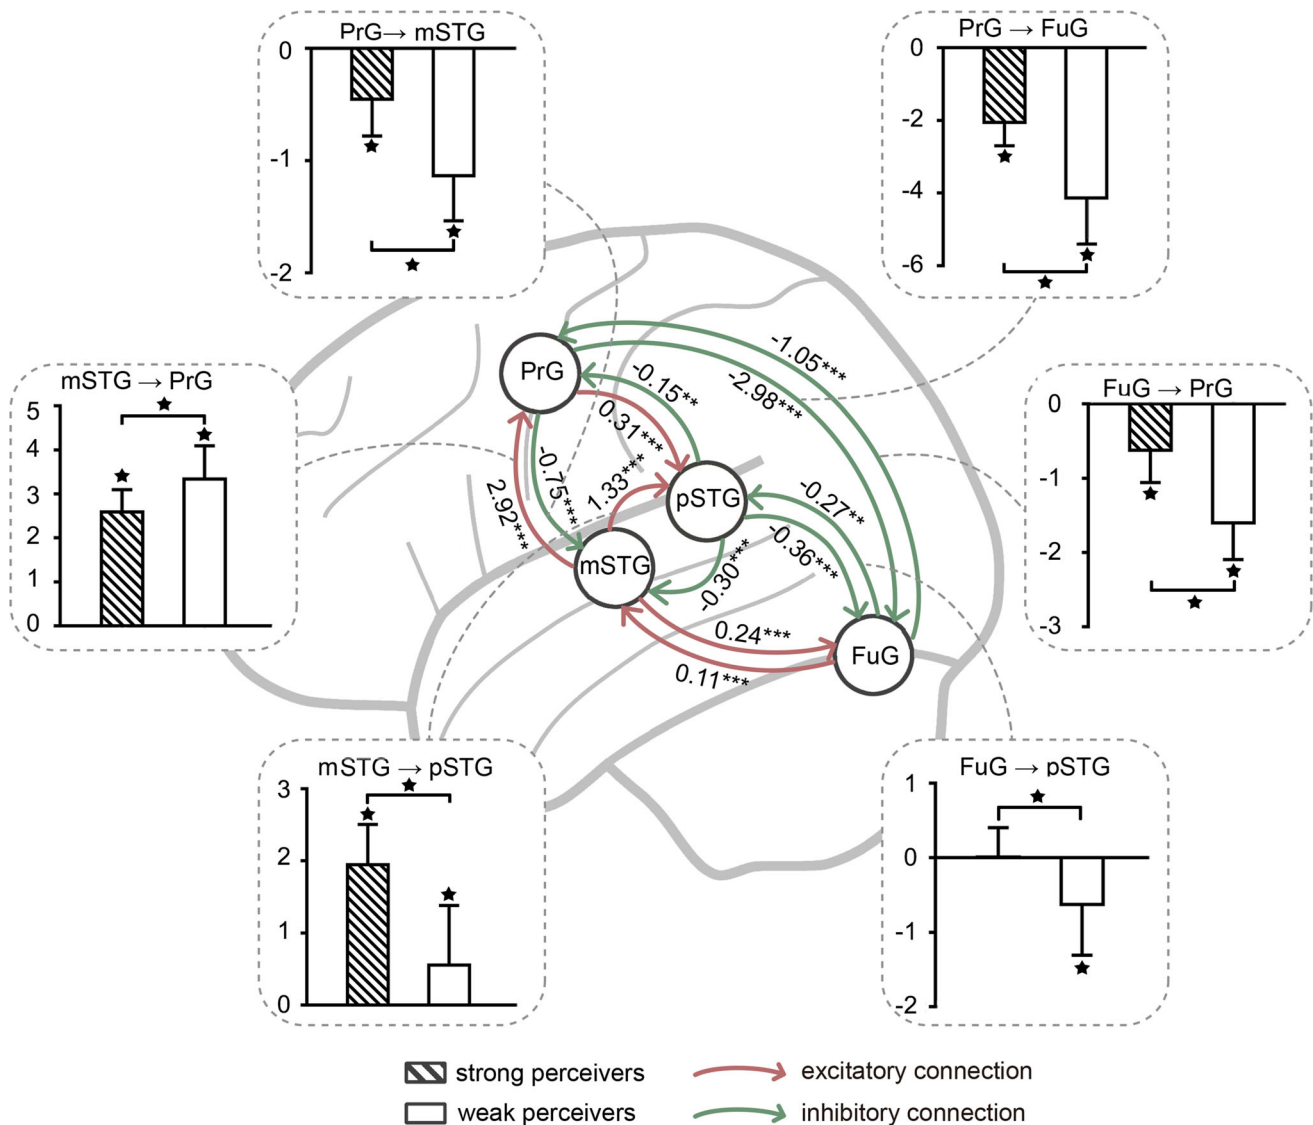 PrG→ mSTG
0
-1
-2
PrG → FuG
0
-2
-4
-6
mSTG → PrG
5
4
3
2
1
0
FuG → PrG
0
-1
-2
-3
mSTG → pSTG
3
2
1
0
FuG → pSTG
1
0
-1
-2
PrG
pSTG
mSTG
FuG
-1.05***
-2.98***
-0.15**
0.31***
-0.75***
1.33***
2.92***
-0.27**
-0.36***
-0.30***
0.24***
0.11***
strong perceivers
excitatory connection
weak perceivers
inhibitory connection